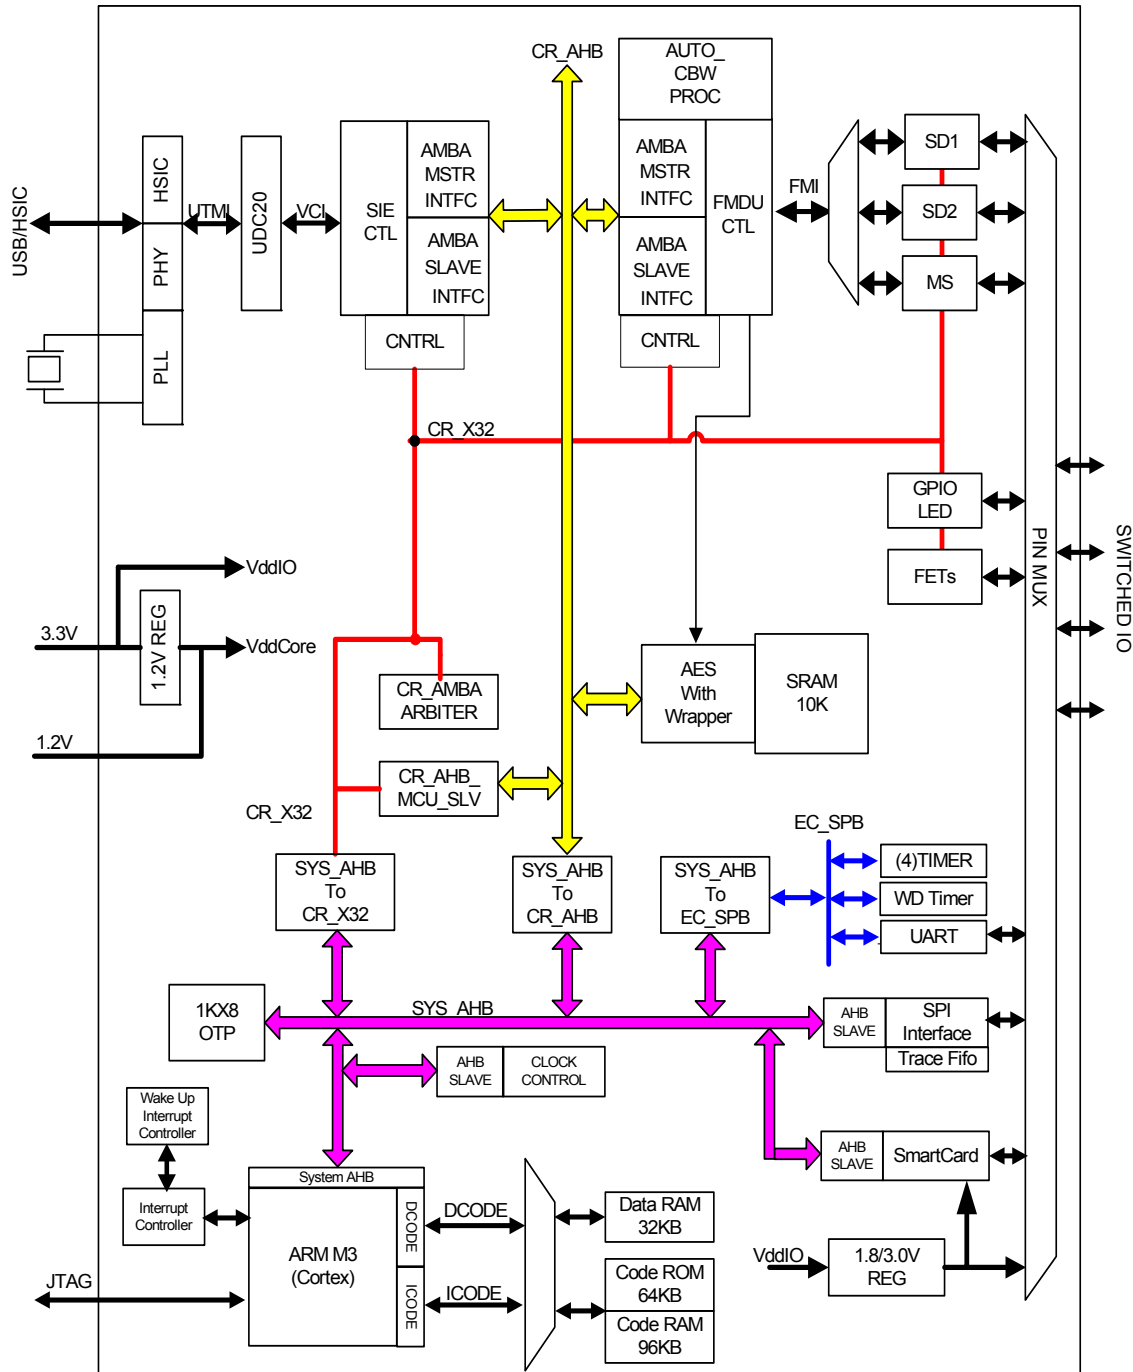 CR_AHB
AUTO_
CBW
PROC
USB/HSIC
HSIC
PHY
PLL
UTMI
UDC20
VCI
SIE
CTL
AMBA
MSTR
INTFC
AMBA
SLAVE
INTFC
CNTRL
AMBA
MSTR
INTFC
AMBA
SLAVE
INTFC
FMDU
CTL
CNTRL
FMI
SD1
SD2
MS
CR_X32
GPIO
LED
FETs
PIN MUX
SWITCHED IO
VddIO
3.3V
1.2V REG
VddCore
1.2V
CR_AMBA
ARBITER
AES
With
Wrapper
SRAM
10K
CR_AHB_
MCU_SLV
CR_X32
SYS_AHB
To
CR_X32
SYS_AHB
To
CR_AHB
SYS_AHB
To
EC_SPB
EC_SPB
(4)TIMER
WD Timer
UART
1KX8
OTP
SYS_AHB
AHB
SLAVE
SPI
Interface
Trace Fifo
AHB
SLAVE
CLOCK
CONTROL
Wake Up
Interrupt
Controller
Interrupt
Controller
AHB
SLAVE
SmartCard
System AHB
ARM M3
(Cortex)
DCODE
ICODE
DCODE
ICODE
Data RAM
32KB
Code ROM
64KB
Code RAM
96KB
JTAG
VddIO
1.8/3.0V
REG